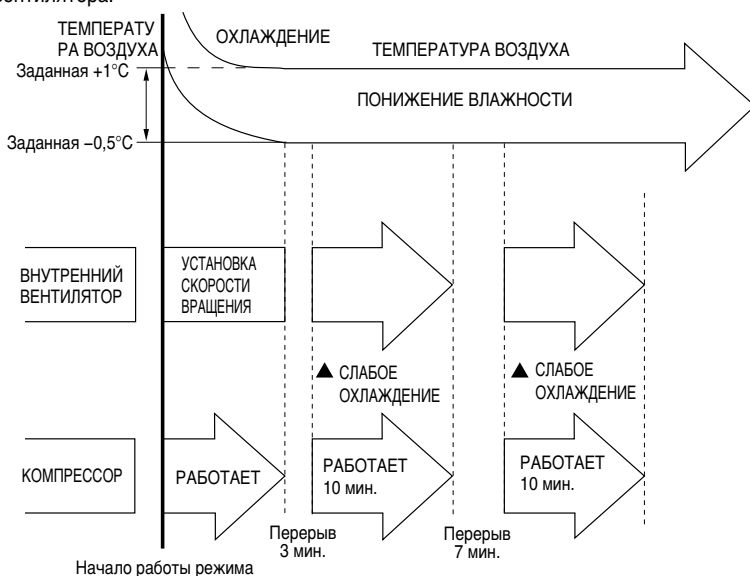 вентилятора.
ТЕМПЕРАТУ
РА ВОЗДУХА
ОХЛАЖДЕНИЕ
ТЕМПЕРАТУРА ВОЗДУХА
Заданная +1°C
ПОНИЖЕНИЕ ВЛАЖНОСТИ
Заданная –0,5°C
ВНУТРЕННИЙ
ВЕНТИЛЯТОР
УСТАНОВКА
СКОРОСТИ
ВРАЩЕНИЯ
▲ СЛАБОЕ
ОХЛАЖДЕНИЕ
▲ СЛАБОЕ
ОХЛАЖДЕНИЕ
КОМПРЕССОР
РАБОТАЕТ
РАБОТАЕТ
10 мин.
РАБОТАЕТ
10 мин.
Перерыв
3 мин.
Перерыв
7 мин.
Начало работы режима